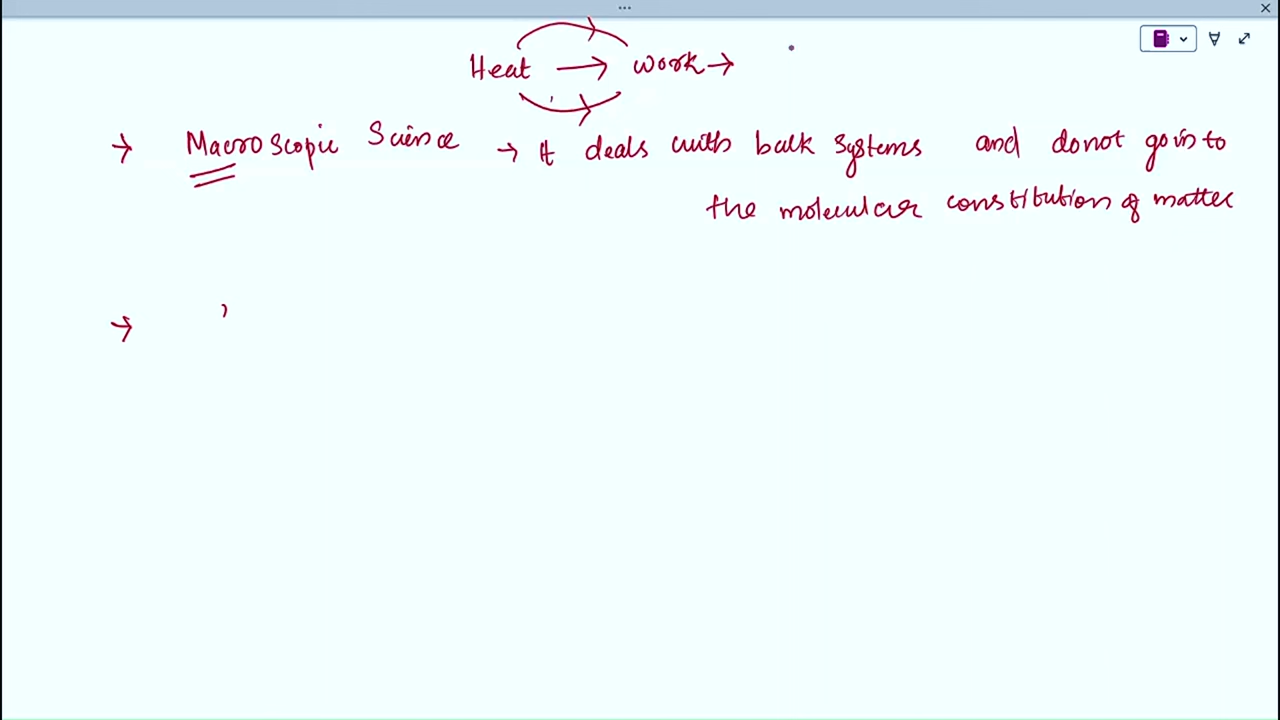 Heat → work →
→ Macroscopic Science → It deals with bulk systems and donot go into
the molecular constitution of matter
→